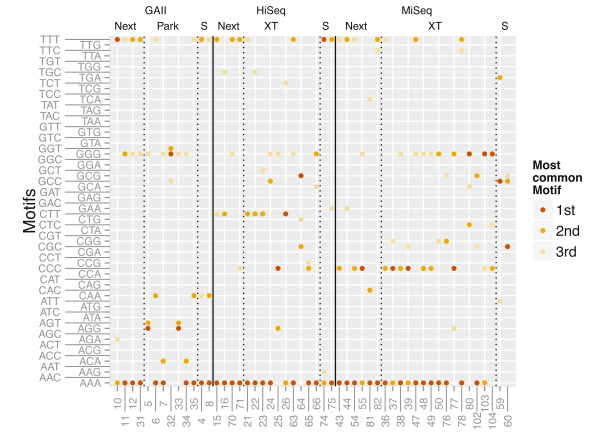 GAII HiSeq MiSeq
Next Park S Next XT S Next XT S
TTT
TTG
TTC
TTA
TGT
TGG
TGC
TGA
TCT
TCG
TCC
TCA
TAT
TAG
TAC
TAA
GTT
GTG
GTC
GTA
GGT
GGG
GGC
GGA
GCT
GCG
GCC
GCA
GAT
GAG
GAC
GAA
CTT
CTG
CTC
CTA
CGT
CGG
CGC
CGA
CCT
CCG
CCC
CCA
CAT
CAG
CAC
CAA
ATT
ATG
ATC
ATA
AGT
AGG
AGC
AGA
ACT
ACG
ACC
ACA
AAT
AAG
AAC
AAA
Motifs
10 12 5 7 33 35 8 16 71 22 24 26 65 74 43 54 81 36 39 48 50 77 80 103 59
11 31 6 32 34 4 15 70 21 23 25 64 66 75 44 55 82 37 47 49 76 78 102 104 60
Most
common
Motif
1st
2nd
3rd